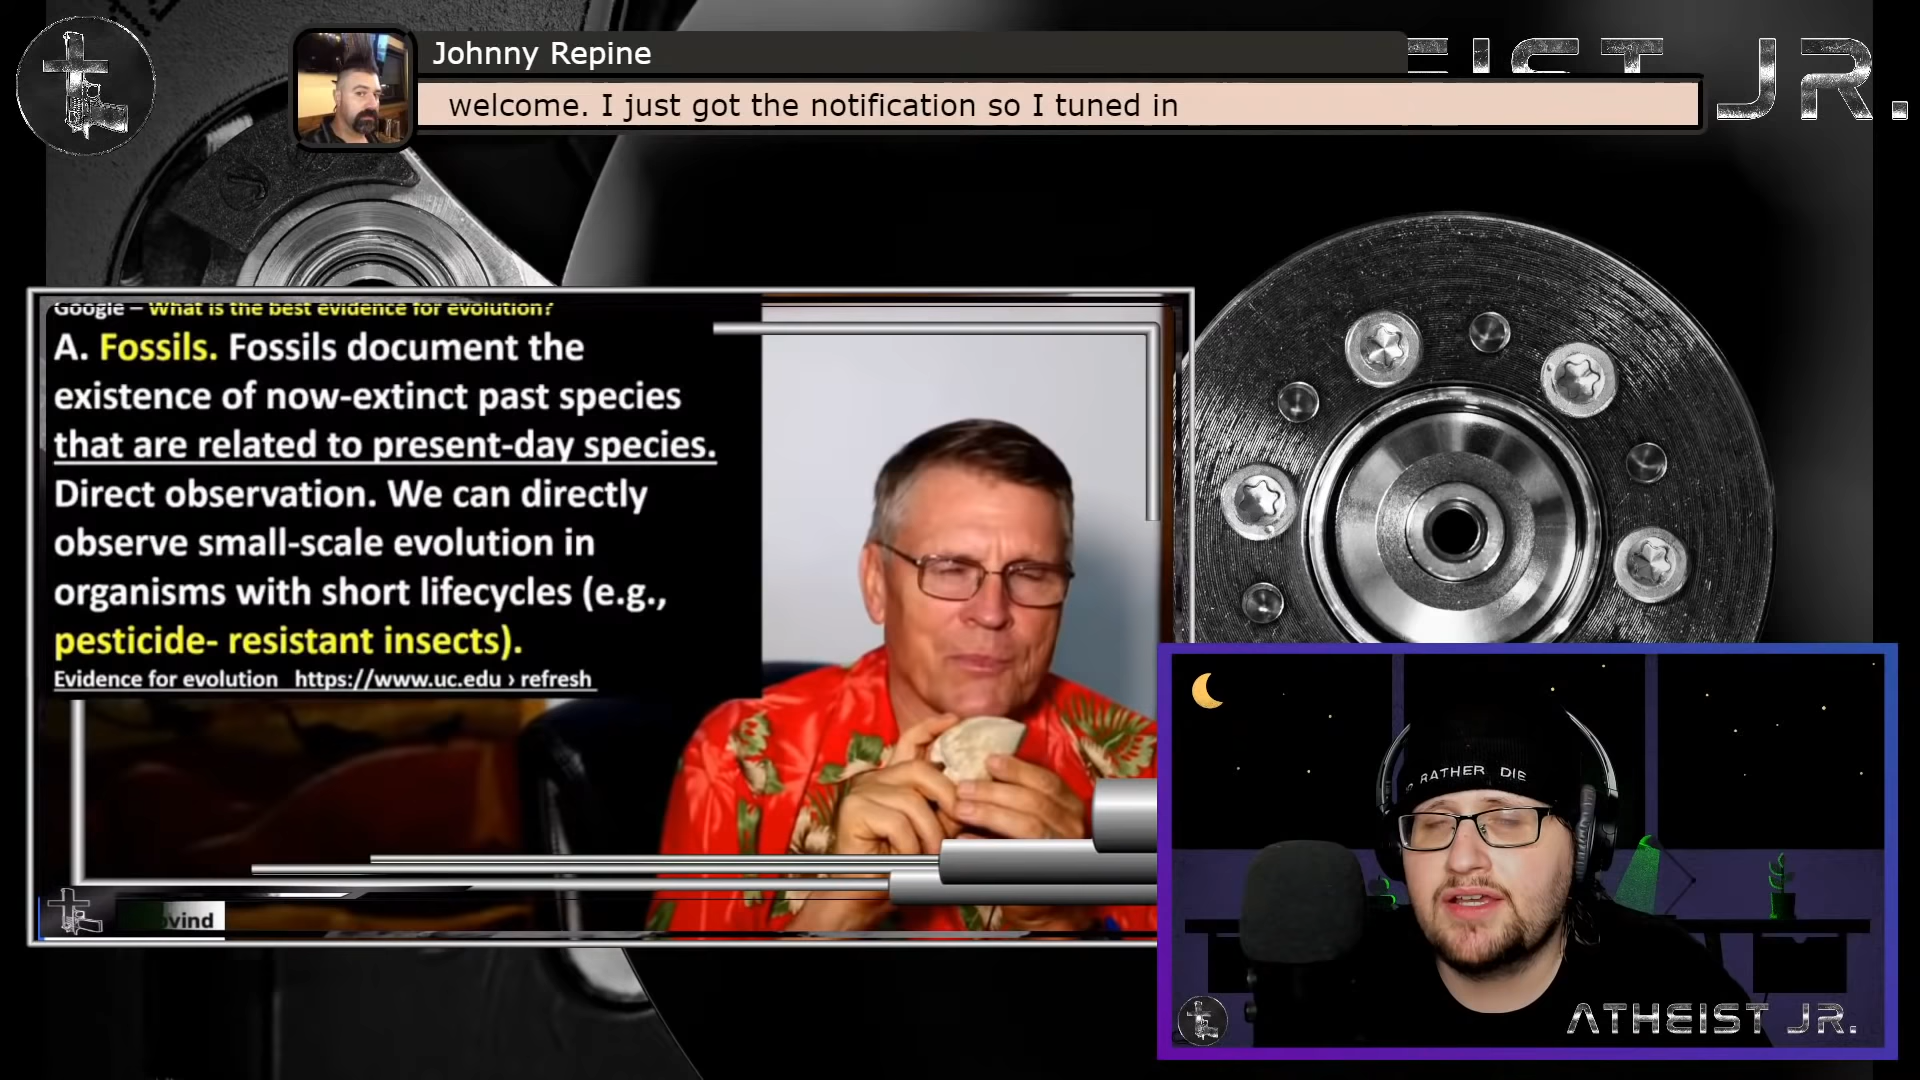 Johnny Repine
welcome. I just got the notification so I tuned in
EIST JR.
Google – What is the best evidence for evolution?
A. Fossils. Fossils document the
existence of now-extinct past species
that are related to present-day species.
Direct observation. We can directly
observe small-scale evolution in
organisms with short lifecycles (e.g.,
pesticide- resistant insects).
Evidence for evolution https://www.uc.edu › refresh
ovind
RATHER DIE
ATHEIST JR.